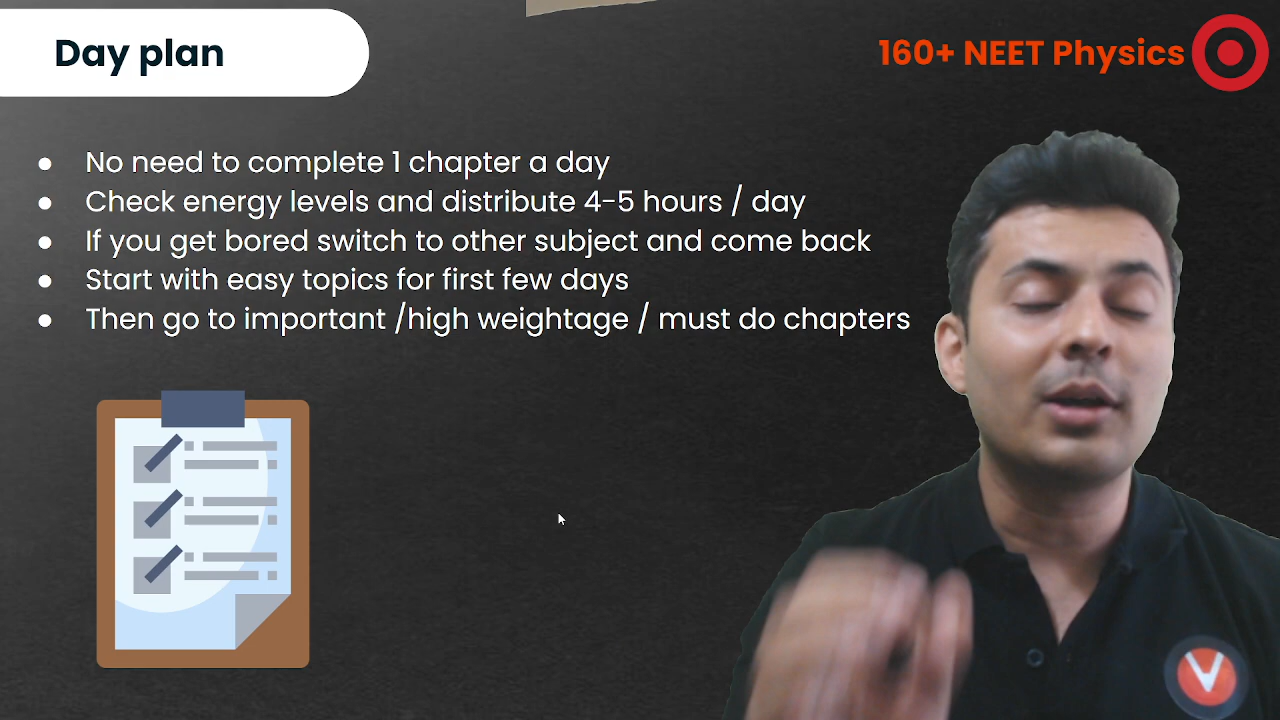 Day plan
160+ NEET Physics
● No need to complete 1 chapter a day
● Check energy levels and distribute 4-5 hours / day
● If you get bored switch to other subject and come back
● Start with easy topics for first few days
● Then go to important /high weightage / must do chapters
V